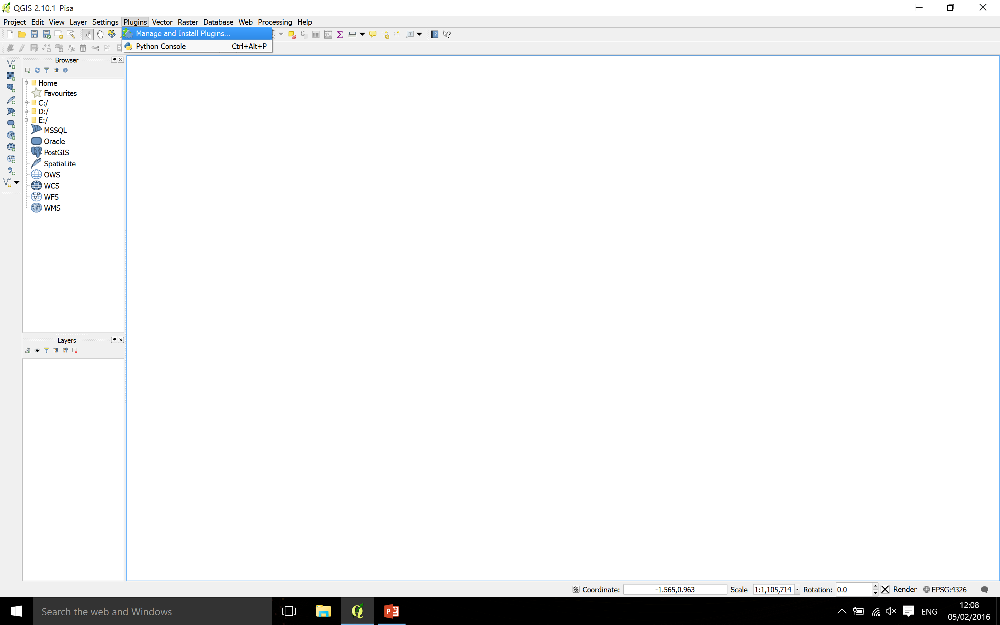 QGIS 2.10.1-Pisa
Project Edit View Layer Settings Plugins Vector Raster Database Web Processing Help
Manage and Install Plugins...
Python Console Ctrl+Alt+P
Browser
Home
Favourites
C:/
D:/
E:/
MSSQL
Oracle
PostGIS
SpatiaLite
OWS
WCS
WFS
WMS
Layers
Coordinate: -1.565,0.963 Scale 1:1,105,714 Rotation: 0.0 Render EPSG:4326
Search the web and Windows
ENG
12:08
05/02/2016